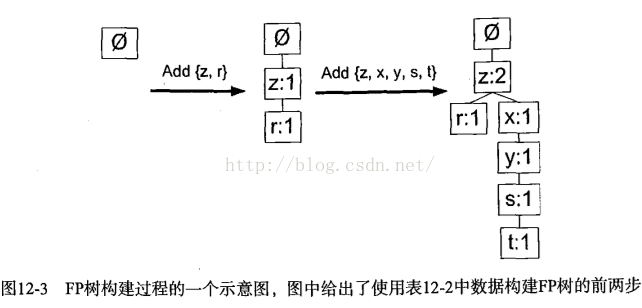 Ø
Add {z, r}
Ø
z:1
r:1
Add {z, x, y, s, t}
Ø
z:2
r:1 x:1
y:1
s:1
t:1
http://blog.csdn.net/
图12-3 FP树构建过程的一个示意图，图中给出了使用表12-2中数据构建FP树的前两步